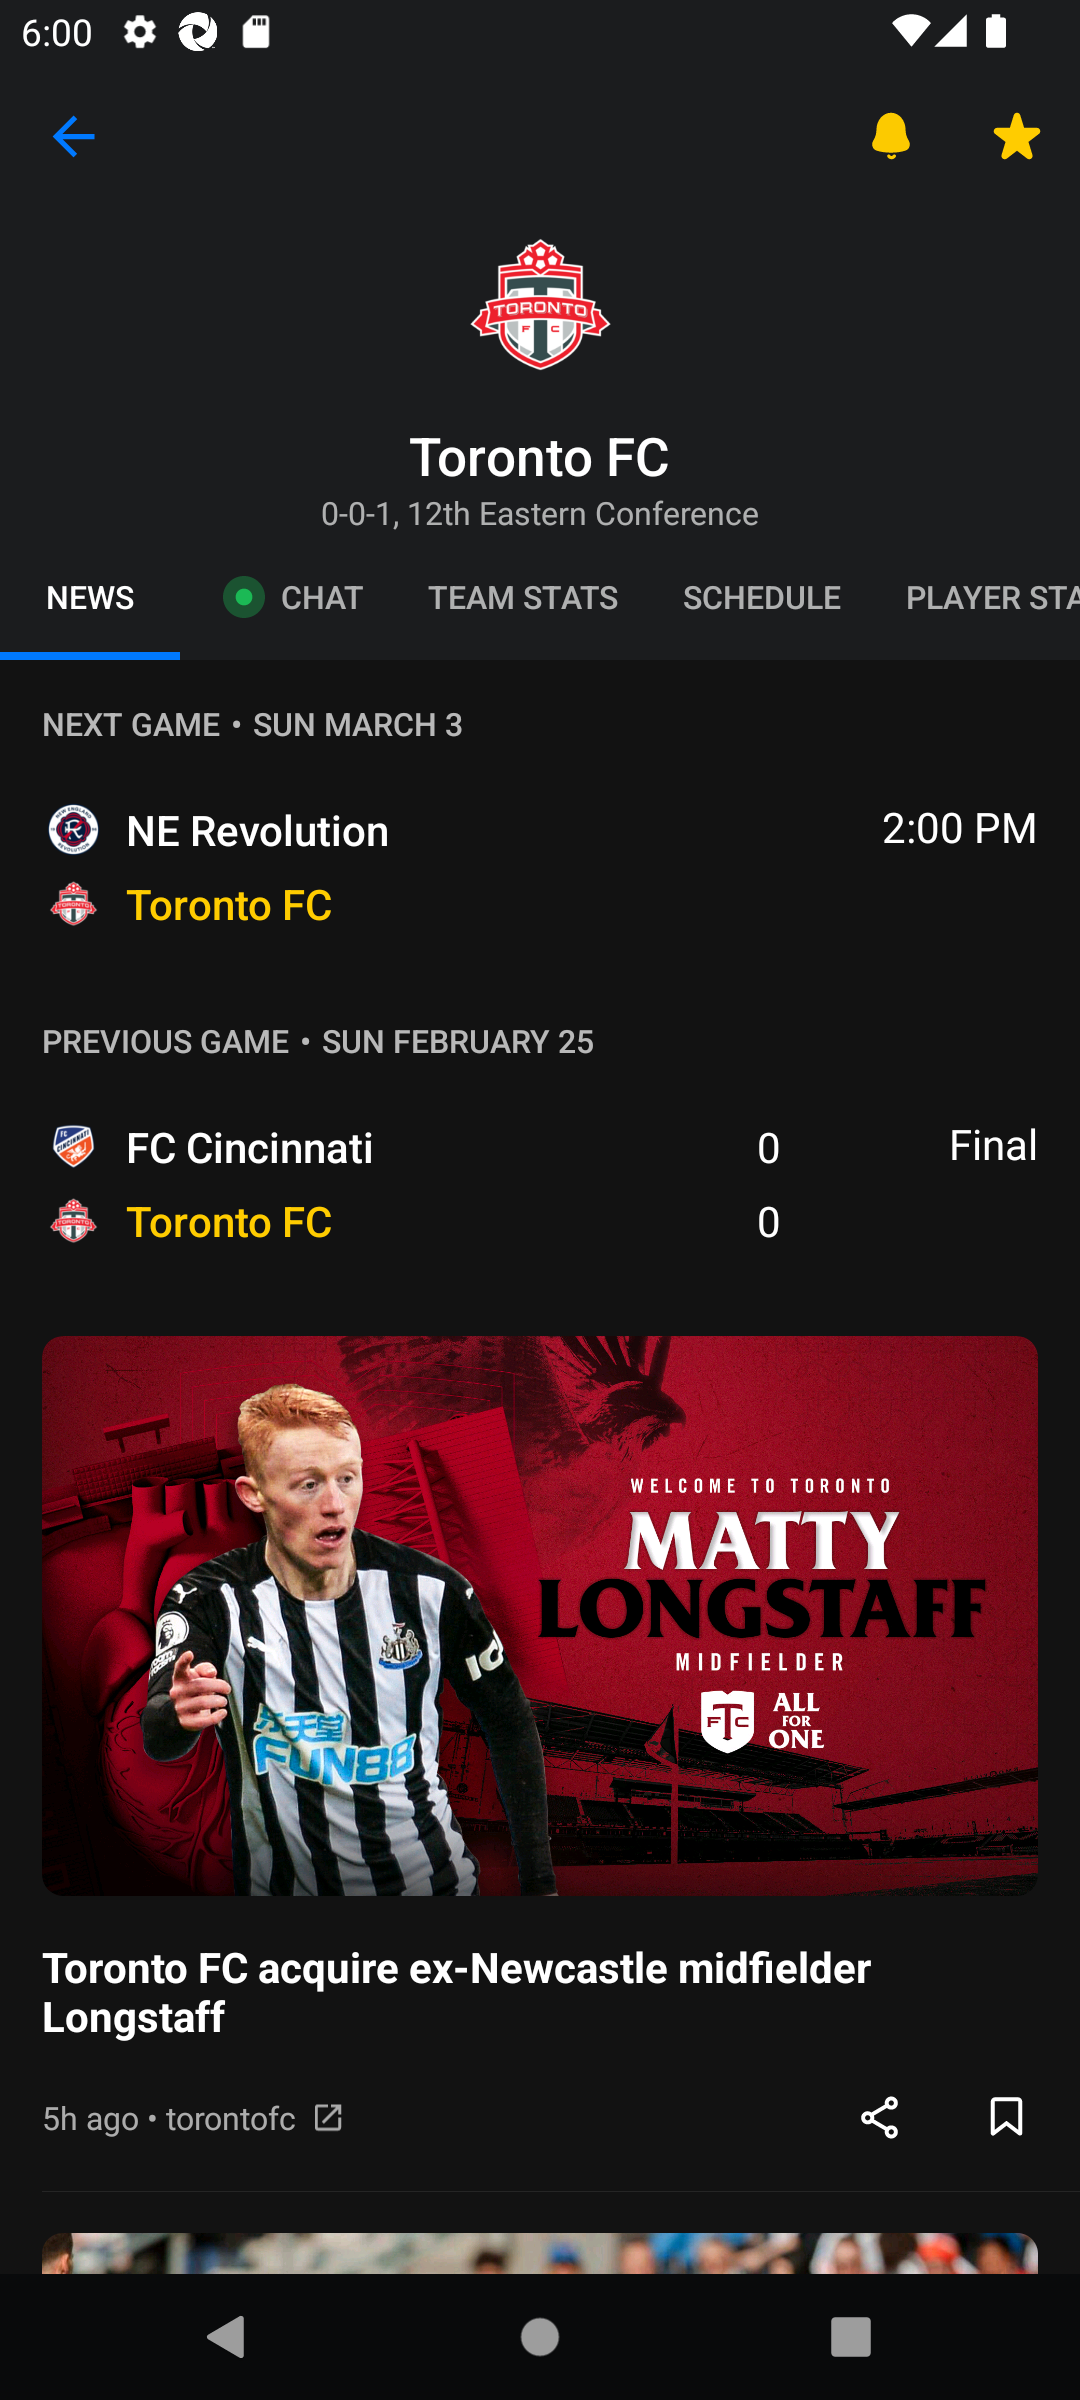 6:00
TORONTO
F C
Toronto FC
0-0-1, 12th Eastern Conference
NEWS
CHAT
TEAM STATS
SCHEDULE
PLAYER STA
NEXT GAME • SUN MARCH 3
NE Revolution
2:00 PM
Toronto FC
PREVIOUS GAME • SUN FEBRUARY 25
FC Cincinnati
0
Final
Toronto FC
0
WELCOME TO TORONTO
MATTY
LONGSTAFF
MIDFIELDER
FTC
ALL
FOR
ONE
FUN88
Toronto FC acquire ex-Newcastle midfielder
Longstaff
5h ago • torontofc